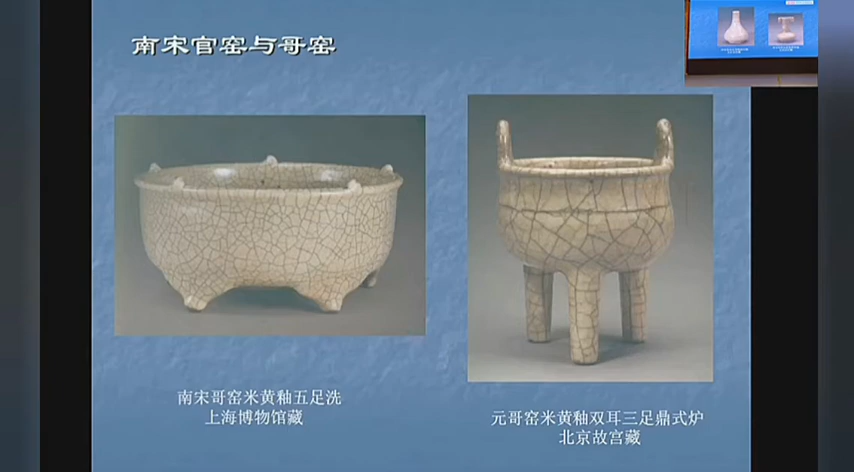 南宋官窑与哥窑
南宋哥窑米黄釉五足洗
上海博物馆藏
元哥窑米黄釉双耳三足鼎式炉
北京故宫藏